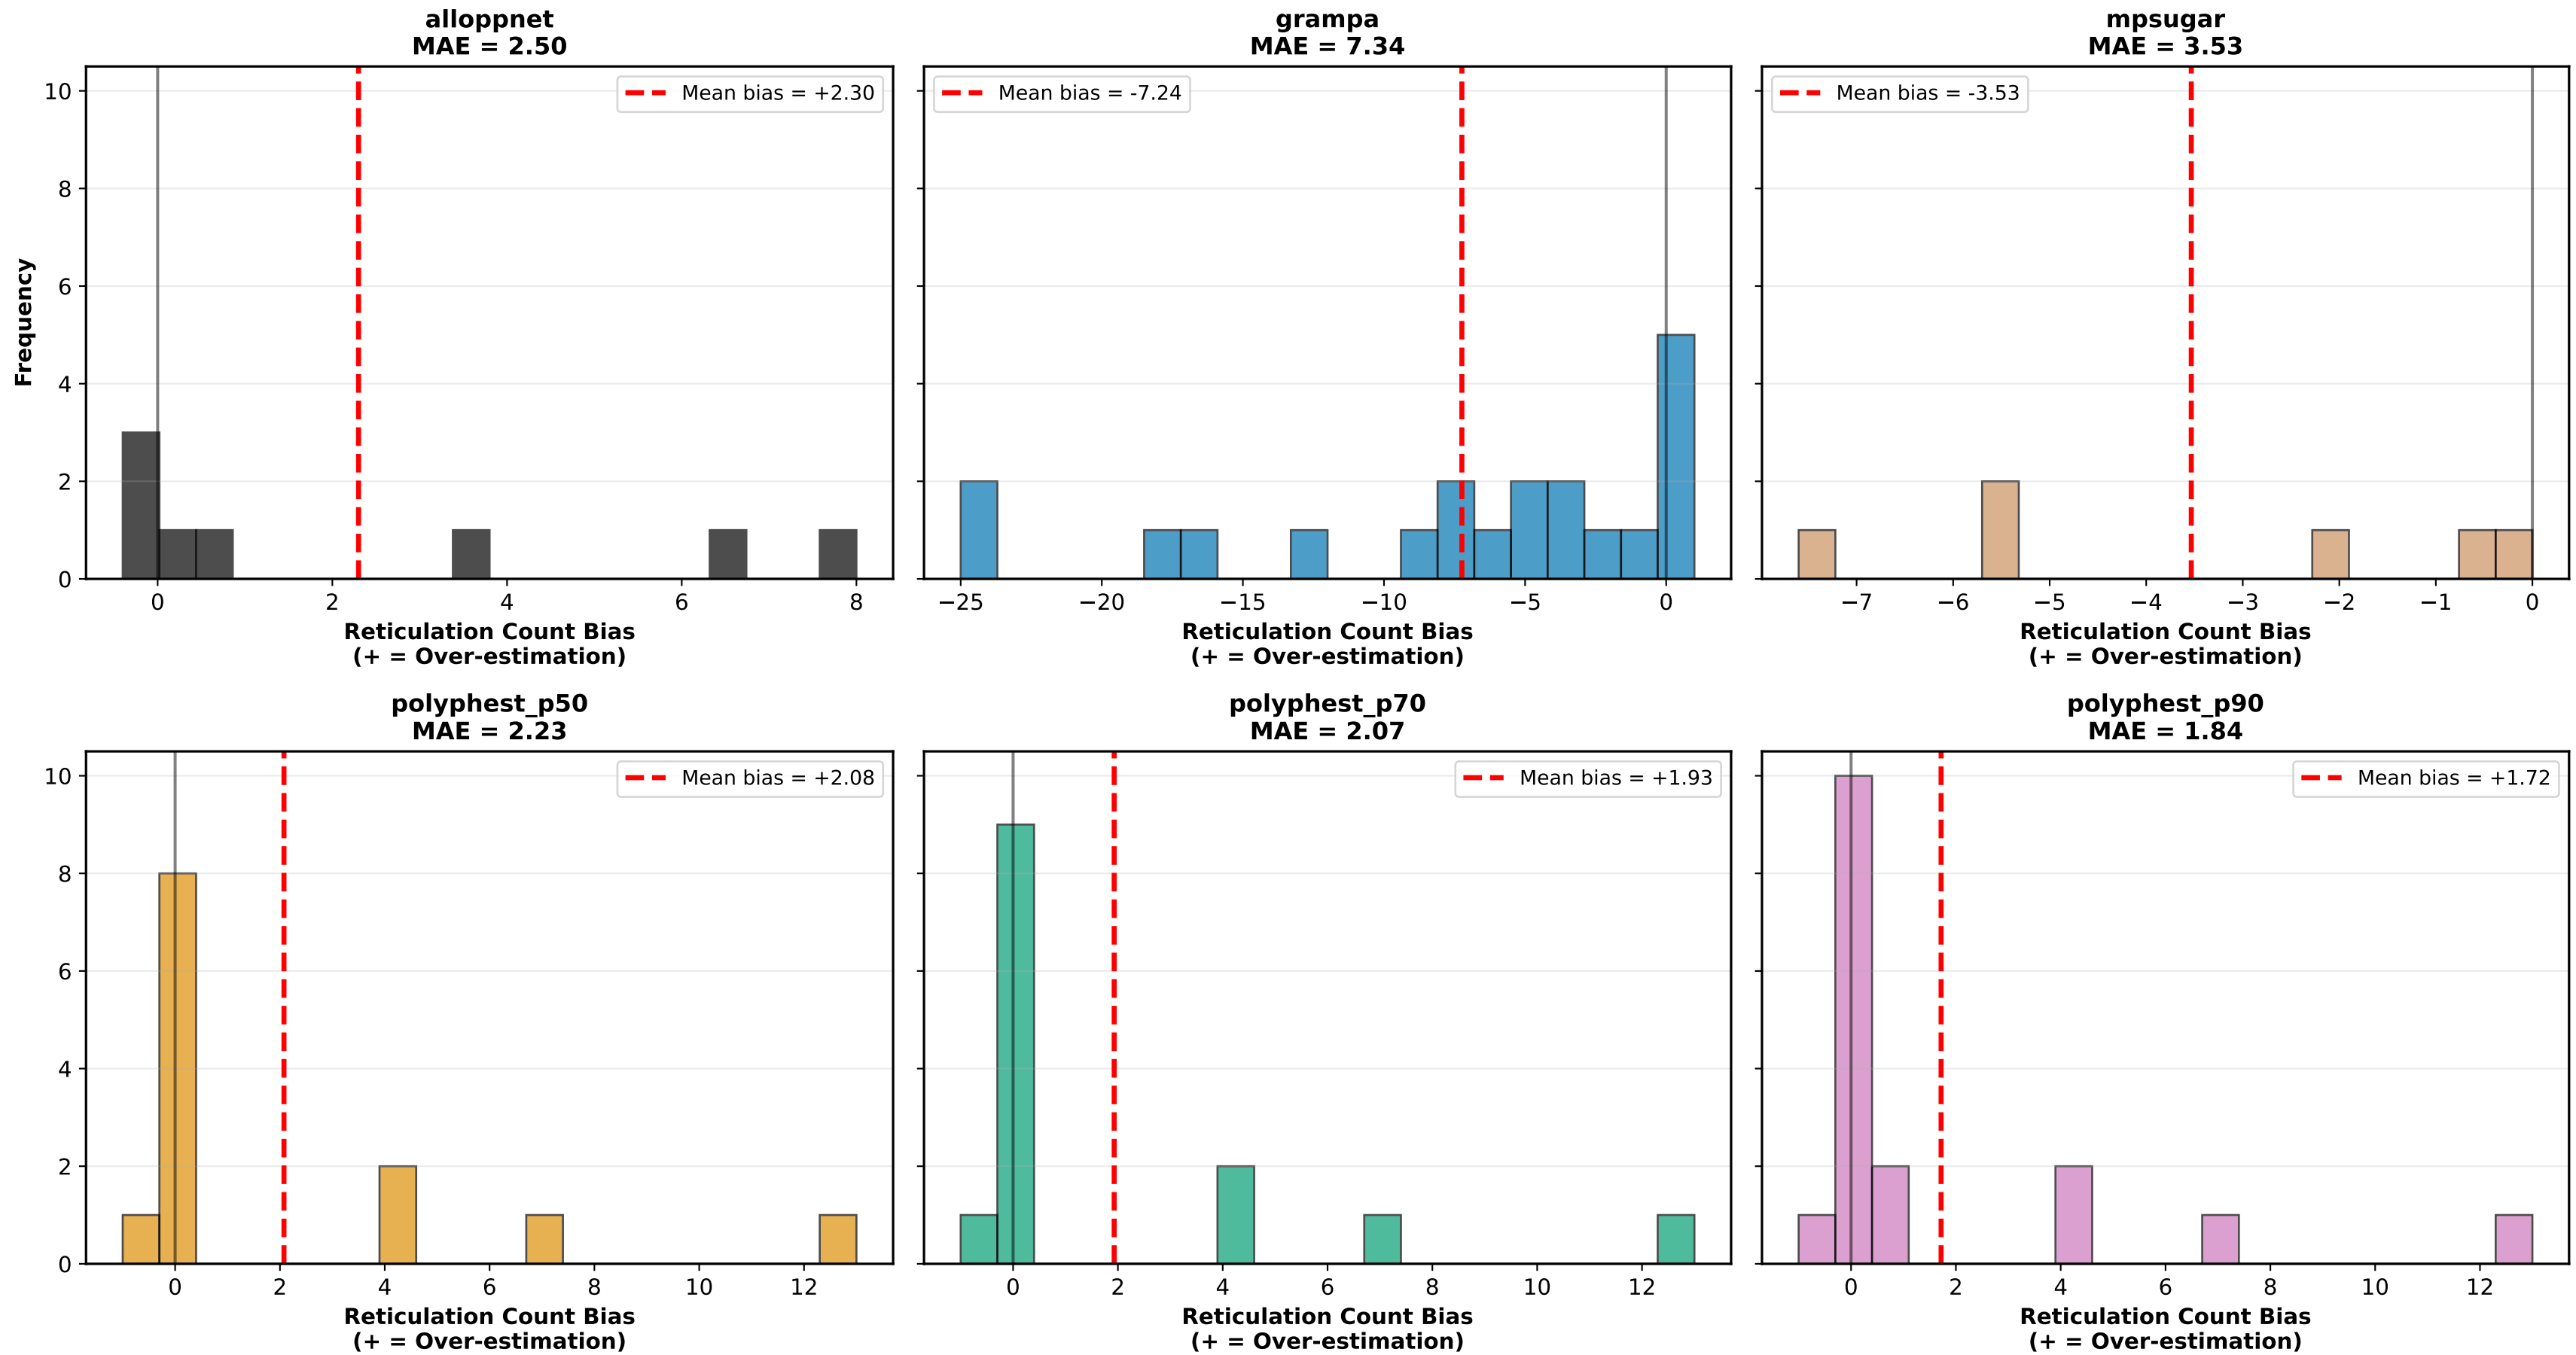 alloppnet
MAE = 2.50
grampa
MAE = 7.34
mpsugar
MAE = 3.53
Frequency
10
8
6
4
2
0
Mean bias = +2.30
Mean bias = -7.24
Mean bias = -3.53
0 2 4 6 8
−25 −20 −15 −10 −5 0
−7 −6 −5 −4 −3 −2 −1 0
Reticulation Count Bias
(+ = Over-estimation)
Reticulation Count Bias
(+ = Over-estimation)
Reticulation Count Bias
(+ = Over-estimation)
polyphest_p50
MAE = 2.23
polyphest_p70
MAE = 2.07
polyphest_p90
MAE = 1.84
10
8
6
4
2
0
Mean bias = +2.08
Mean bias = +1.93
Mean bias = +1.72
0 2 4 6 8 10 12
0 2 4 6 8 10 12
0 2 4 6 8 10 12
Reticulation Count Bias
(+ = Over-estimation)
Reticulation Count Bias
(+ = Over-estimation)
Reticulation Count Bias
(+ = Over-estimation)